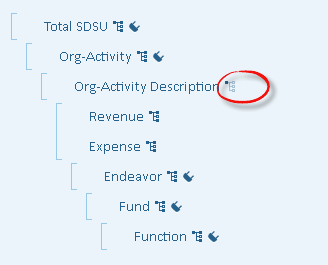 Total SDSU
Org-Activity
Org-Activity Description
Revenue
Expense
Endeavor
Fund
Function